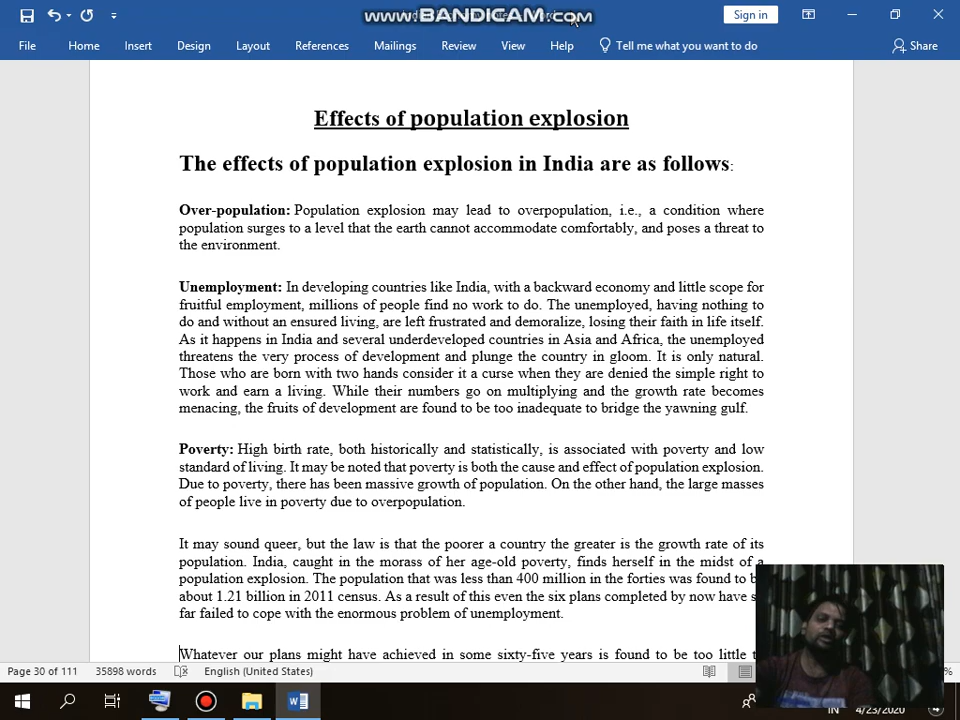 www.BANDICAM.com
Sign in
File Home Insert Design Layout References Mailings Review View Help Tell me what you want to do Share
Effects of population explosion
The effects of population explosion in India are as follows:
Over-population: Population explosion may lead to overpopulation, i.e., a condition where
population surges to a level that the earth cannot accommodate comfortably, and poses a threat to
the environment.
Unemployment: In developing countries like India, with a backward economy and little scope for
fruitful employment, millions of people find no work to do. The unemployed, having nothing to
do and without an ensured living, are left frustrated and demoralize, losing their faith in life itself.
As it happens in India and several underdeveloped countries in Asia and Africa, the unemployed
threatens the very process of development and plunge the country in gloom. It is only natural.
Those who are born with two hands consider it a curse when they are denied the simple right to
work and earn a living. While their numbers go on multiplying and the growth rate becomes
menacing, the fruits of development are found to be too inadequate to bridge the yawning gulf.
Poverty: High birth rate, both historically and statistically, is associated with poverty and low
standard of living. It may be noted that poverty is both the cause and effect of population explosion.
Due to poverty, there has been massive growth of population. On the other hand, the large masses
of people live in poverty due to overpopulation.
It may sound queer, but the law is that the poorer a country the greater is the growth rate of its
population. India, caught in the morass of her age-old poverty, finds herself in the midst of a
population explosion. The population that was less than 400 million in the forties was found to
about 1.21 billion in 2011 census. As a result of this even the six plans completed by now have
far failed to cope with the enormous problem of unemployment.
Whatever our plans might have achieved in some sixty-five years is found to be too little
Page 30 of 111 35898 words English (United States) %
IN 4/23/2020